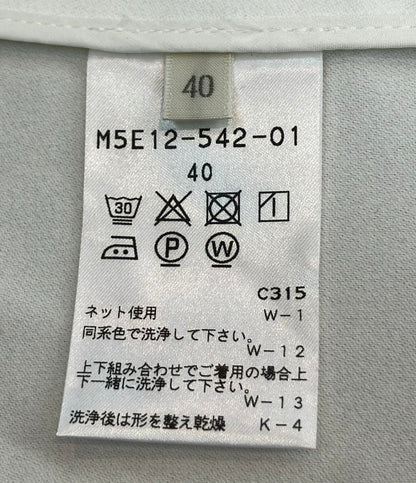 40
M5E12-542-01
40
30
P W
C315
ネット使用 W-1
同系色で洗浄して下さい。
W-12
上下組み合わせでご着用の場合上
下一緒に洗浄して下さい。
W-13
洗浄後は形を整え乾燥 K-4